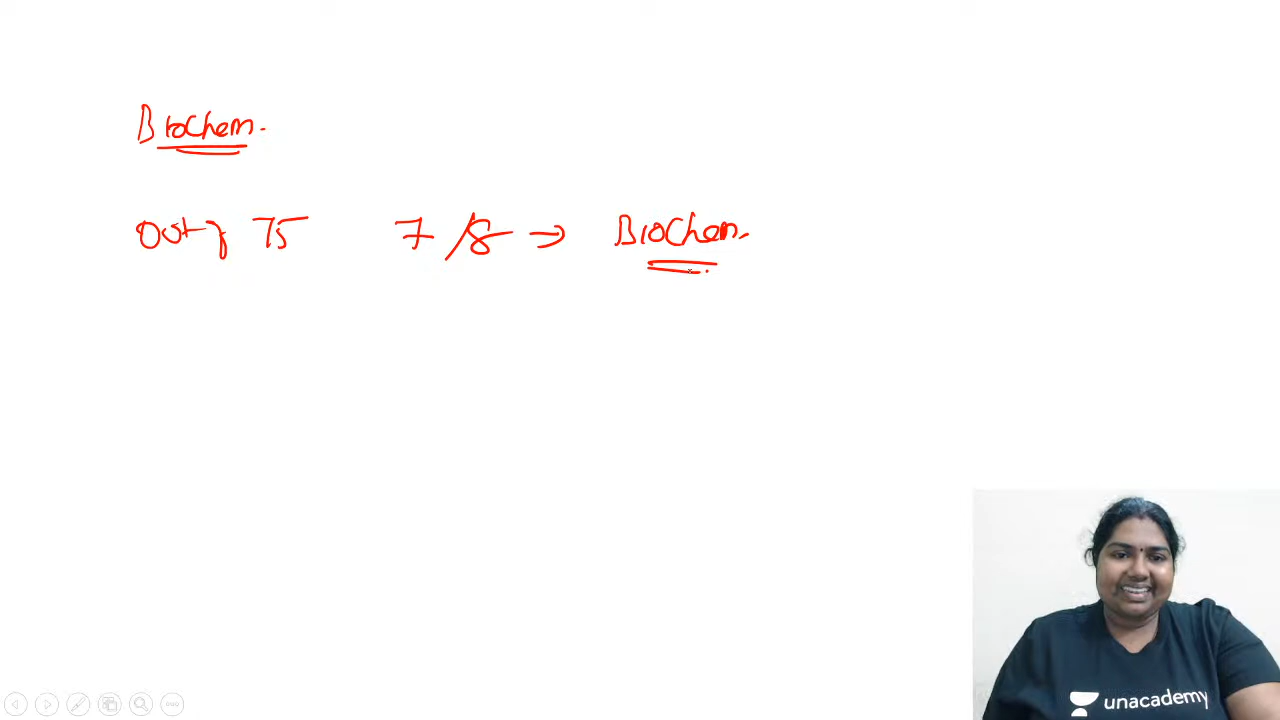 Biochem.
Out of 75 7/8 → Biochem.
unacademy